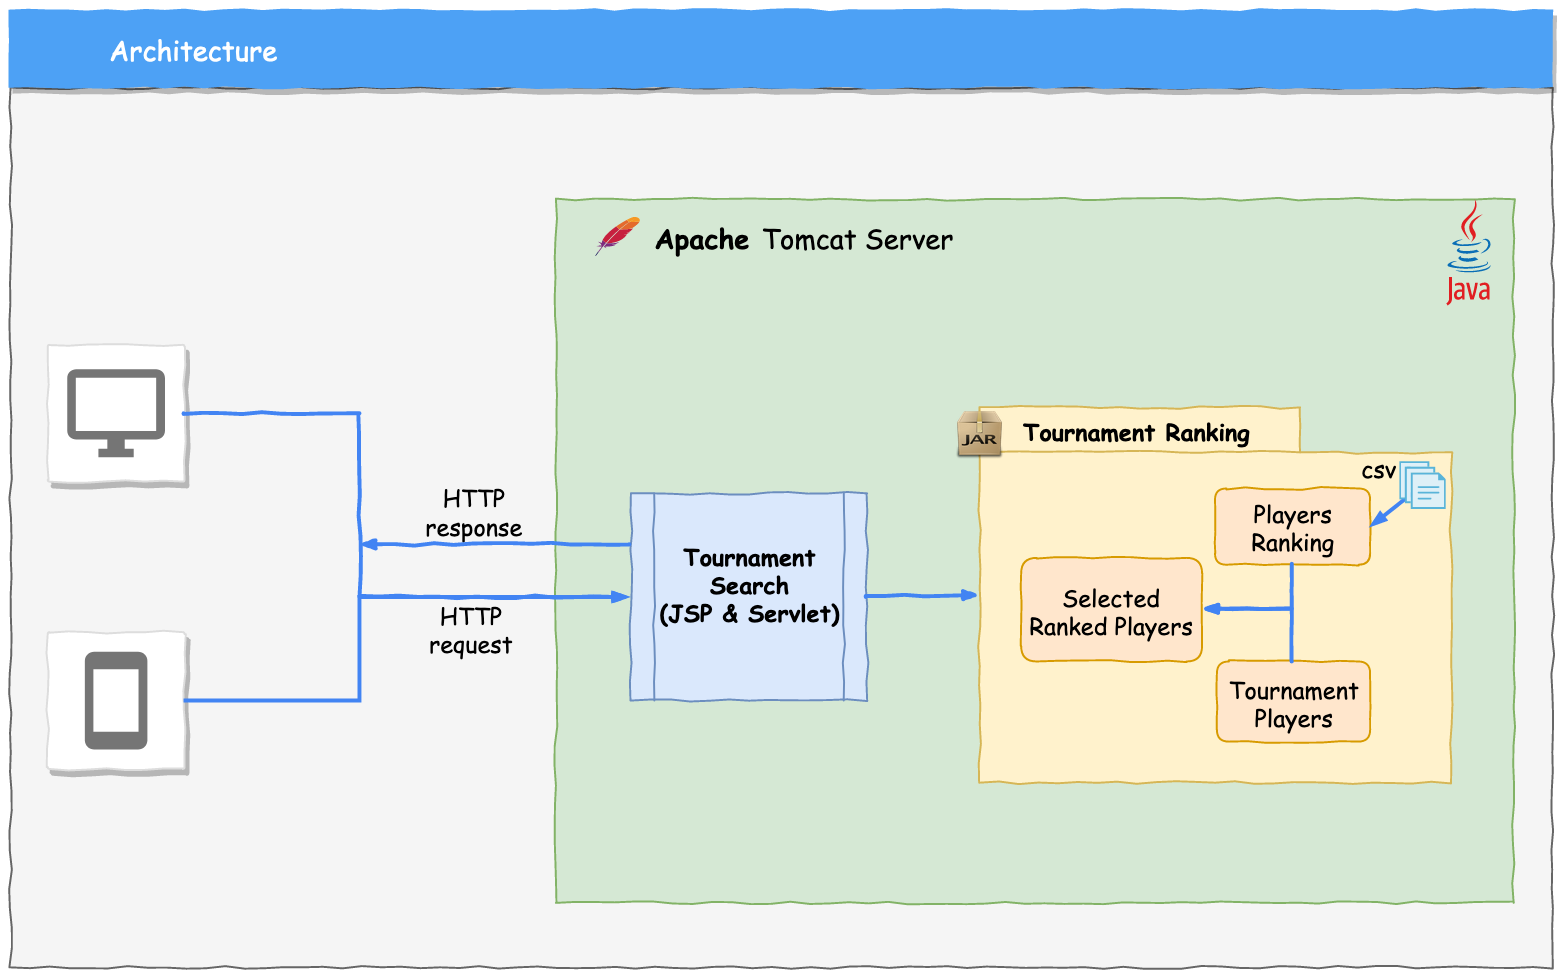 Architecture
Apache Tomcat Server
Java
JAR
Tournament Ranking
csv
Players
Ranking
HTTP
response
Tournament
Search
(JSP & Servlet)
Selected
Ranked Players
HTTP
request
Tournament
Players